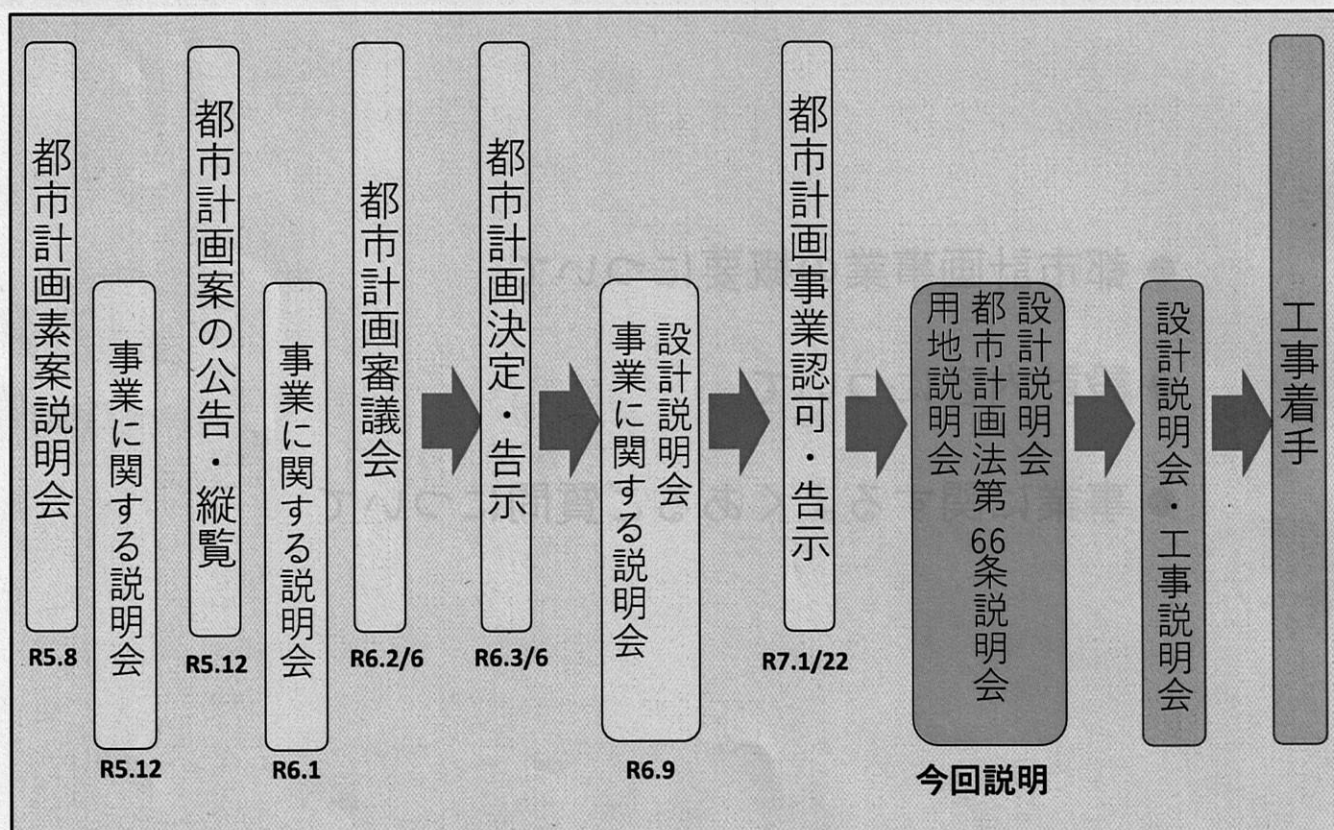 都市計画素案説明会
R5.8
事業に関する説明会
R5.12
都市計画案の公告・縦覧
R5.12
事業に関する説明会
R6.1
都市計画審議会
R6.2/6
都市計画決定・告示
R6.3/6
設計説明会
事業に関する説明会
R6.9
都市計画事業認可・告示
R7.1/22
設計説明会
都市計画法第66条説明会
用地説明会
今回説明
設計説明会・工事説明会
工事着手